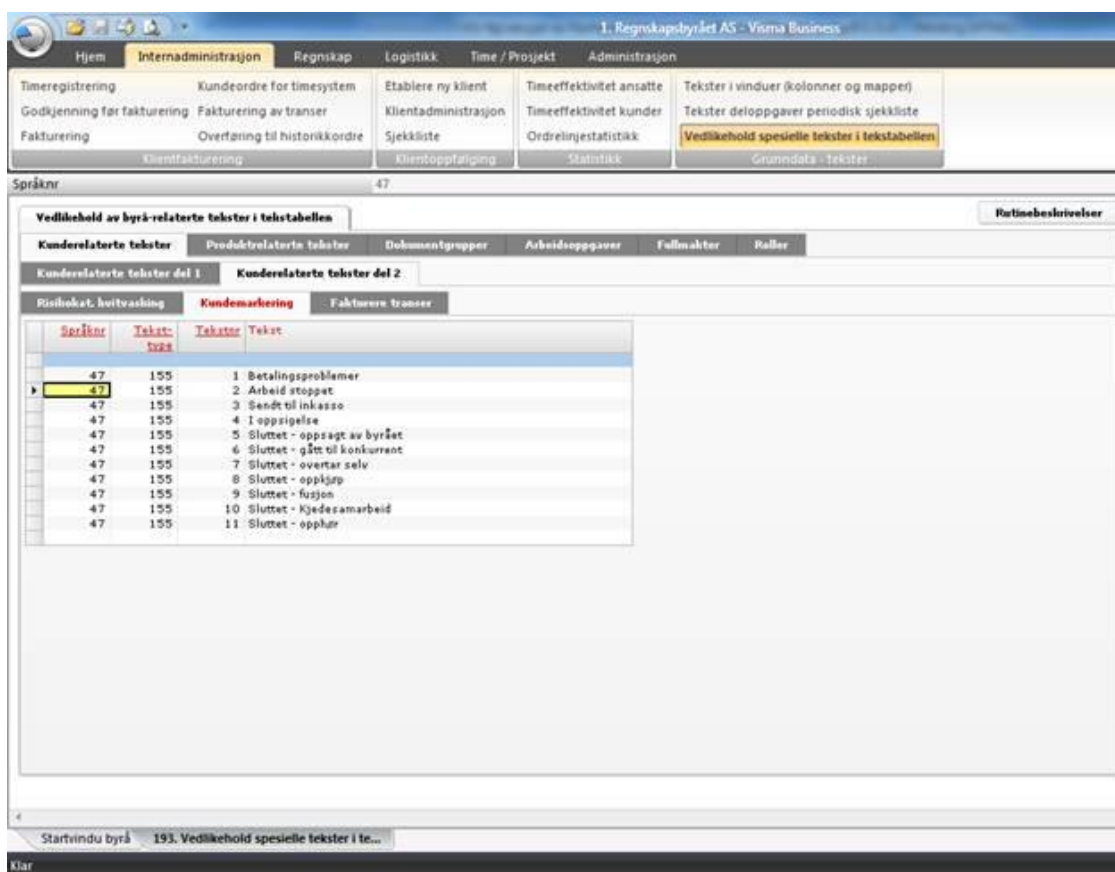 1. Regnskapsbyrået AS - Visma Business
Hjem Internadministrasjon Regnskap Logistikk Time / Prosjekt Administrasjon
Timeregistrering Kundeordre for timesystem Etablere ny klient Timeeffektivitet ansatte Tekster i vinduer (kolonner og mapper)
Godkjenning før fakturering Fakturering av transer Klientadministrasjon Timeeffektivitet kunder Tekster deloppgaver periodisk sjekkliste
Fakturering Overføring til historikkordre Sjekkliste Ordrelinjestatistikk Vedlikehold spesielle tekster i tekstabellen
Klientfakturering Klientoppfølging Statistikk Grunndata - tekster
Språknr 47
Vedlikehold av byrå-relaterte tekster i tekstabellen Rutinebeskrivelser
Kunderelaterte tekster Produktrelaterte tekster Dokumentgrupper Arbeidsoppgaver Fullmakter Roller
Kunderelaterte tekster del 1 Kunderelaterte tekster del 2
Risikokat. hvitvasking Kundemarkering Fakturere transer
Språknr Tekst- Tekstnr Tekst
type
47 155 1 Betalingsproblemer
47 155 2 Arbeid stoppet
47 155 3 Sendt til inkasso
47 155 4 I oppsigelse
47 155 5 Sluttet - oppsagt av byrået
47 155 6 Sluttet - gått til konkurrent
47 155 7 Sluttet - overtar selv
47 155 8 Sluttet - oppkjøp
47 155 9 Sluttet - fusjon
47 155 10 Sluttet - Kjedesamarbeid
47 155 11 Sluttet - opphør
Startvindu byrå 193. Vedlikehold spesielle tekster i te...
Klar